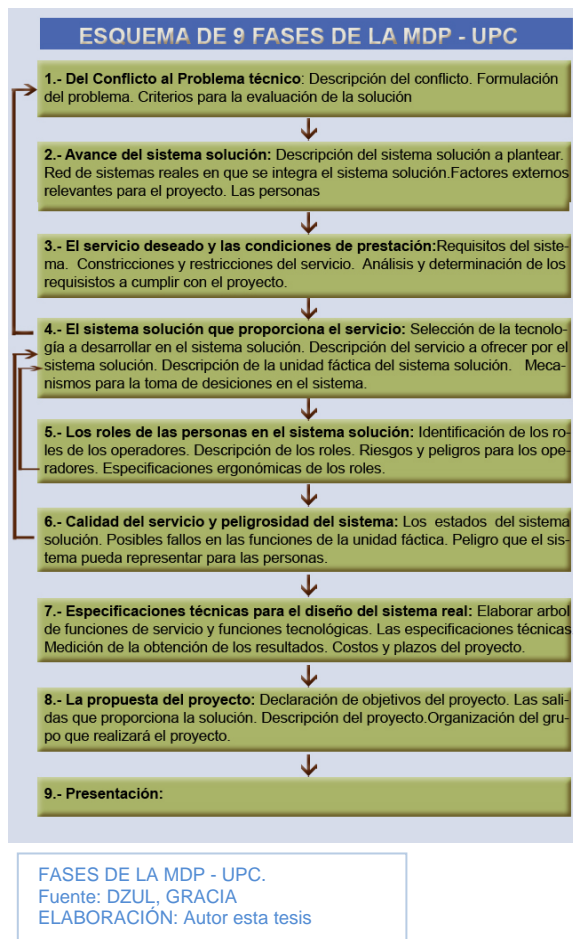 ESQUEMA DE 9 FASES DE LA MDP - UPC
1.- Del Conflicto al Problema técnico: Descripción del conflicto. Formulación
del problema. Criterios para la evaluación de la solución
2.- Avance del sistema solución: Descripción del sistema solución a plantear.
Red de sistemas reales en que se integra el sistema solución.Factores externos
relevantes para el proyecto. Las personas
3.- El servicio deseado y las condiciones de prestación:Requisitos del siste-
ma. Constricciones y restricciones del servicio. Análisis y determinación de los
requisistos a cumplir con el proyecto.
4.- El sistema solución que proporciona el servicio: Selección de la tecnolo-
gía a desarrollar en el sistema solución. Descripción del servicio a ofrecer por el
sistema solución. Descripción de la unidad fáctica del sistema solución. Meca-
nismos para la toma de desiciones en el sistema.
5.- Los roles de las personas en el sistema solución: Identificación de los ro-
les de los operadores. Descripción de los roles. Riesgos y peligros para los ope-
radores. Especificaciones ergonómicas de los roles.
6.- Calidad del servicio y peligrosidad del sistema: Los estados del sistema
solución. Posibles fallos en las funciones de la unidad fáctica. Peligro que el sis-
tema pueda representar para las personas.
7.- Especificaciones técnicas para el diseño del sistema real: Elaborar arbol
de funciones de servicio y funciones tecnológicas. Las especificaciones técnicas
Medición de la obtención de los resultados. Costos y plazos del proyecto.
8.- La propuesta del proyecto: Declaración de objetivos del proyecto. Las sali-
das que proporciona la solución. Descripción del proyecto.Organización del gru-
po que realizará el proyecto.
9.- Presentación:
FASES DE LA MDP - UPC.
Fuente: DZUL, GRACIA
ELABORACIÓN: Autor esta tesis